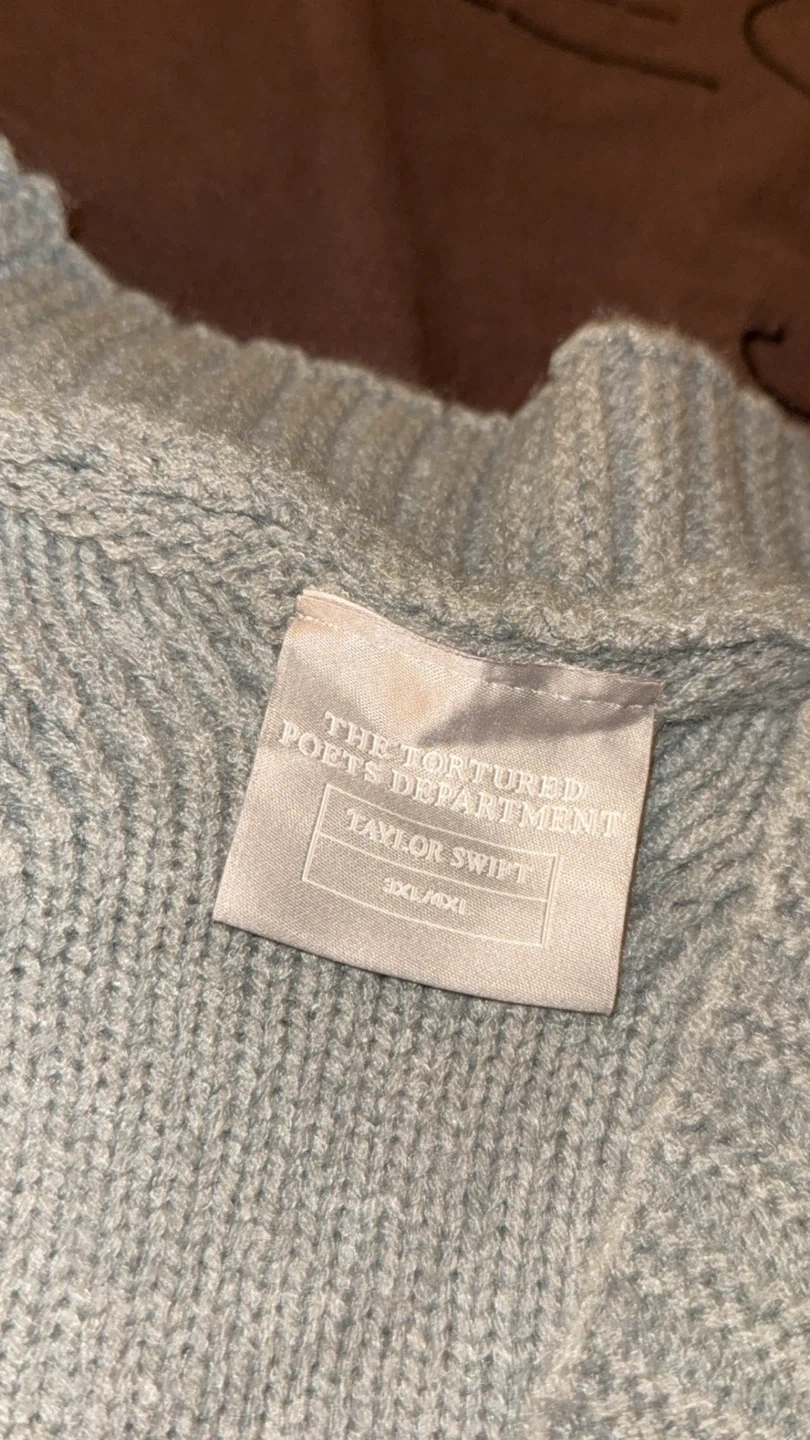 THE TORTURED
POETS DEPARTMENT
TAYLOR SWIFT
3XL/4XL